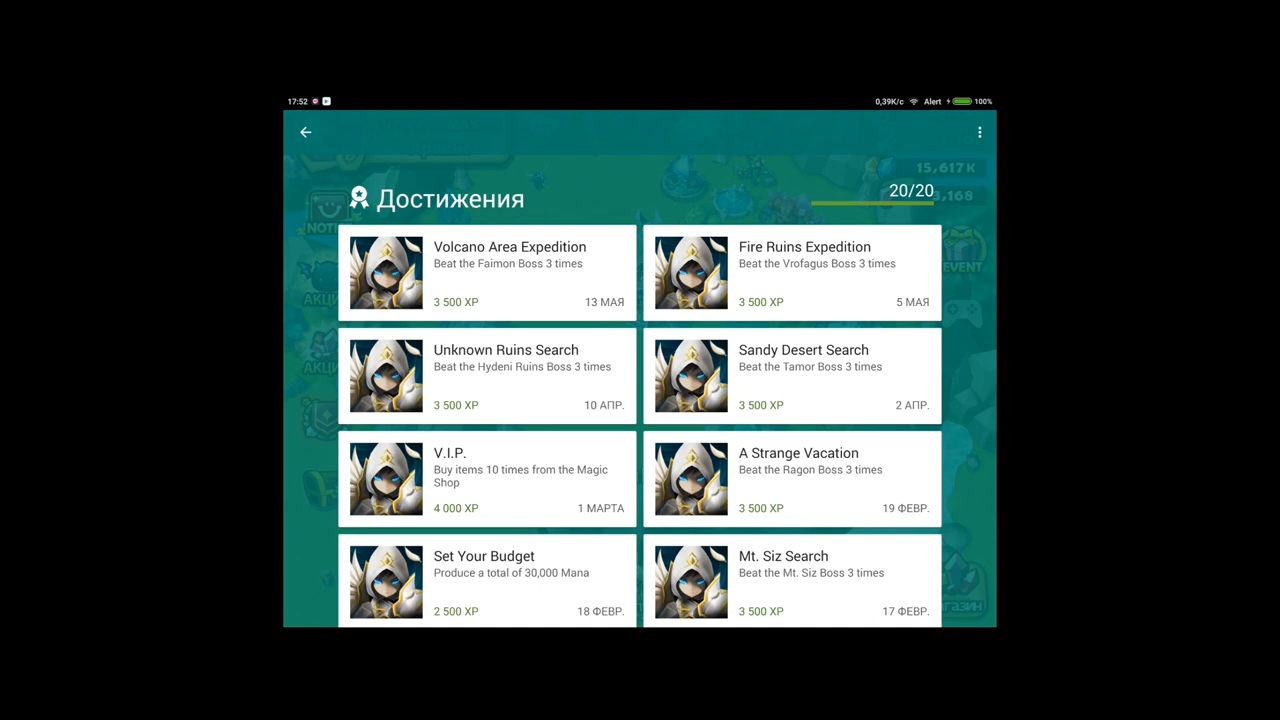 17:52
0,39K/c Alert 100%
15,617K
Достижения
20/20
3,168
NOTI
EVENT
АКЦИ
АКЦИ
Volcano Area Expedition
Beat the Faimon Boss 3 times
3 500 XP
13 МАЯ
Fire Ruins Expedition
Beat the Vrofagus Boss 3 times
3 500 XP
5 МАЯ
Unknown Ruins Search
Beat the Hydeni Ruins Boss 3 times
3 500 XP
10 АПР.
Sandy Desert Search
Beat the Tamor Boss 3 times
3 500 XP
2 АПР.
V.I.P.
Buy items 10 times from the Magic
Shop
4 000 XP
1 МАРТА
A Strange Vacation
Beat the Ragon Boss 3 times
3 500 XP
19 ФЕВР.
Set Your Budget
Produce a total of 30,000 Mana
2 500 XP
18 ФЕВР.
Mt. Siz Search
Beat the Mt. Siz Boss 3 times
3 500 XP
17 ФЕВР.